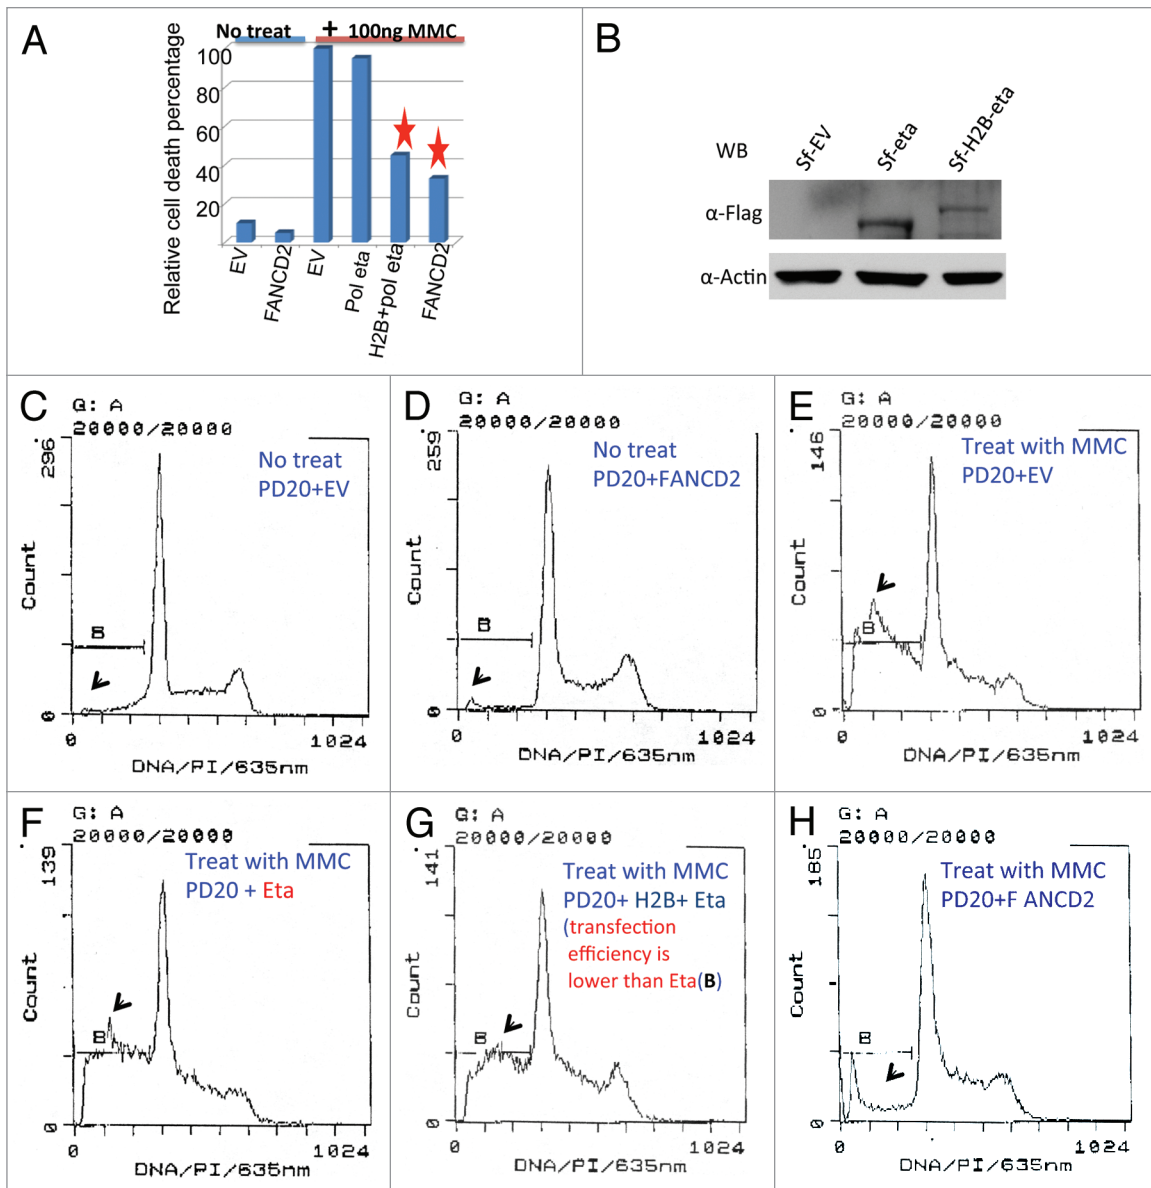 A
No treat
+ 100ng MMC
Relative cell death percentage
100
80
60
40
20
EV
FANCD2
EV
Pol eta
H2B+pol eta
FANCD2
B
WB
Sf-EV
Sf-eta
Sf-H2B-eta
α-Flag
α-Actin
C
G: A
20000/20000
296
No treat
PD20+EV
Count
B
0
0
1024
DNA/PI/635nm
D
G: A
20000/20000
259
No treat
PD20+FANCD2
Count
B
0
0
1024
DNA/PI/635nm
E
G: A
20000/20000
146
Treat with MMC
PD20+EV
Count
B
0
0
1024
DNA/PI/635nm
F
G: A
20000/20000
139
Treat with MMC
PD20 + Eta
Count
B
0
0
1024
DNA/PI/635nm
G
G: A
20000/20000
141
Treat with MMC
PD20+ H2B+ Eta
(transfection
efficiency is
lower than Eta(B)
Count
B
0
0
1024
DNA/PI/635nm
H
G: A
20000/20000
185
Treat with MMC
PD20+F ANCD2
Count
B
0
0
1024
DNA/PI/635nm